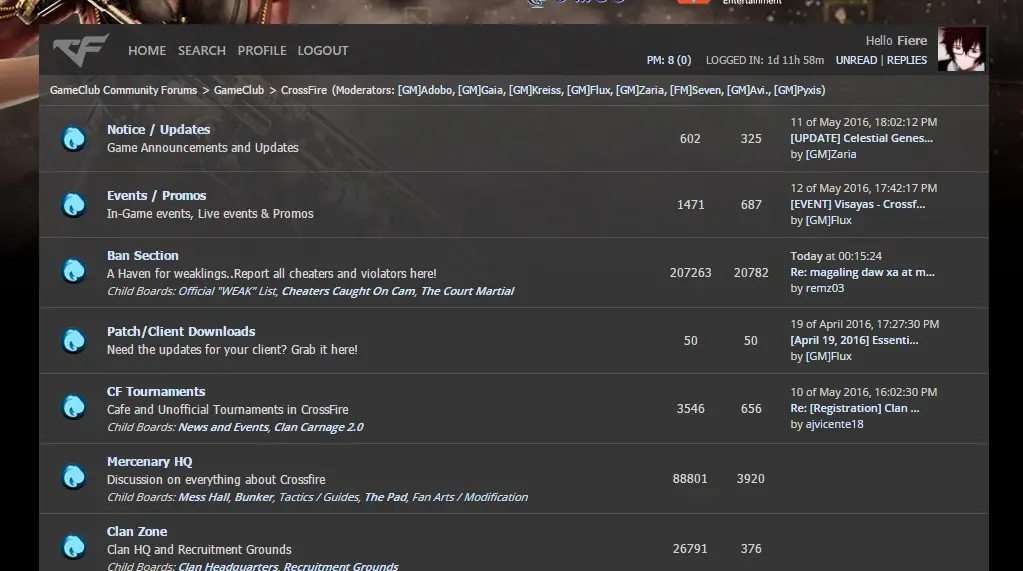 Entertainment
HOME SEARCH PROFILE LOGOUT
Hello Fiere
PM: 8 (0) LOGGED IN: 1d 11h 58m UNREAD | REPLIES
GameClub Community Forums > GameClub > CrossFire (Moderators: [GM]Adobo, [GM]Gaia, [GM]Kreiss, [GM]Flux, [GM]Zaria, [FM]Seven, [GM]Avi., [GM]Pyxis)
Notice / Updates
Game Announcements and Updates
602 325
11 of May 2016, 18:02:12 PM
[UPDATE] Celestial Genes...
by [GM]Zaria
Events / Promos
In-Game events, Live events & Promos
1471 687
12 of May 2016, 17:42:17 PM
[EVENT] Visayas - Crossf...
by [GM]Flux
Ban Section
A Haven for weaklings..Report all cheaters and violators here!
Child Boards: Official "WEAK" List, Cheaters Caught On Cam, The Court Martial
207263 20782
Today at 00:15:24
Re: magaling daw xa at m...
by remz03
Patch/Client Downloads
Need the updates for your client? Grab it here!
50 50
19 of April 2016, 17:27:30 PM
[April 19, 2016] Essenti...
by [GM]Flux
CF Tournaments
Cafe and Unofficial Tournaments in CrossFire
Child Boards: News and Events, Clan Carnage 2.0
3546 656
10 of May 2016, 16:02:30 PM
Re: [Registration] Clan ...
by ajvicente18
Mercenary HQ
Discussion on everything about Crossfire
Child Boards: Mess Hall, Bunker, Tactics / Guides, The Pad, Fan Arts / Modification
88801 3920
Clan Zone
Clan HQ and Recruitment Grounds
Child Boards: Clan Headquarters, Recruitment Grounds
26791 376